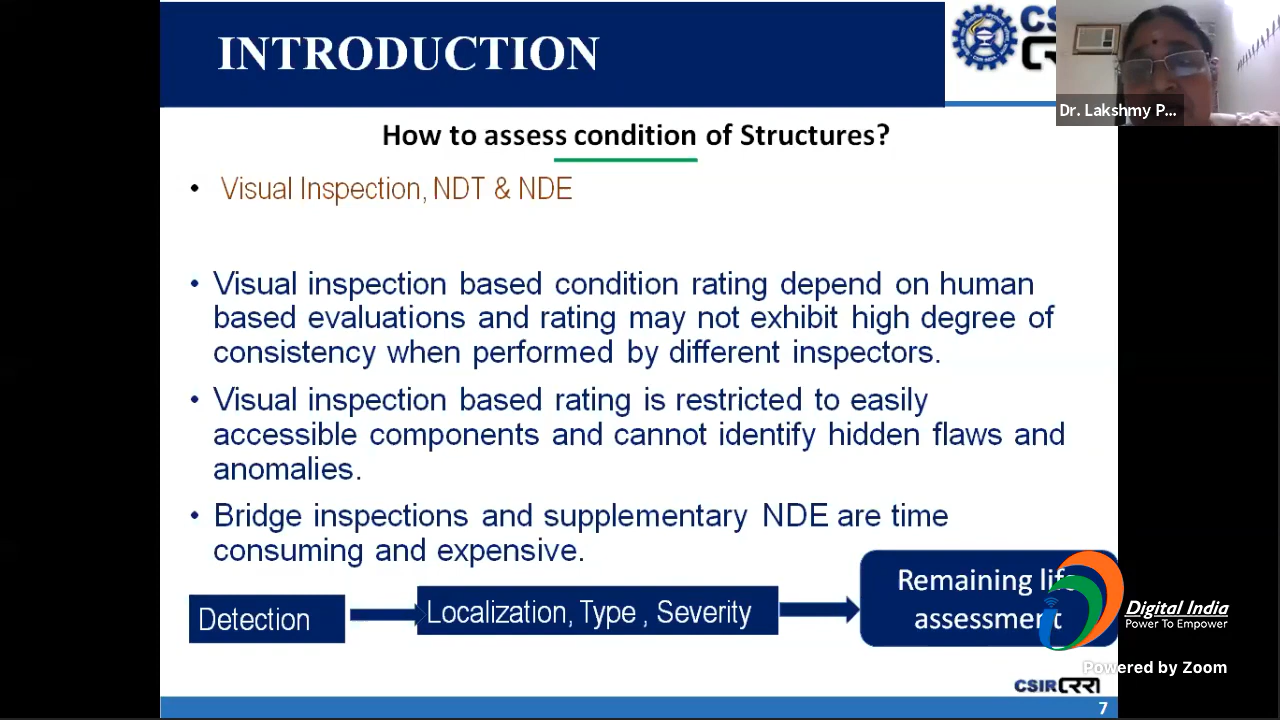 INTRODUCTION
Dr. Lakshmy P...
How to assess condition of Structures?
• Visual Inspection, NDT & NDE
• Visual inspection based condition rating depend on human
based evaluations and rating may not exhibit high degree of
consistency when performed by different inspectors.
• Visual inspection based rating is restricted to easily
accessible components and cannot identify hidden flaws and
anomalies.
• Bridge inspections and supplementary NDE are time
consuming and expensive.
Detection
Localization, Type , Severity
Remaining life
assessment
Digital India
Power To Empower
Powered by Zoom
CSIR CRRI
7